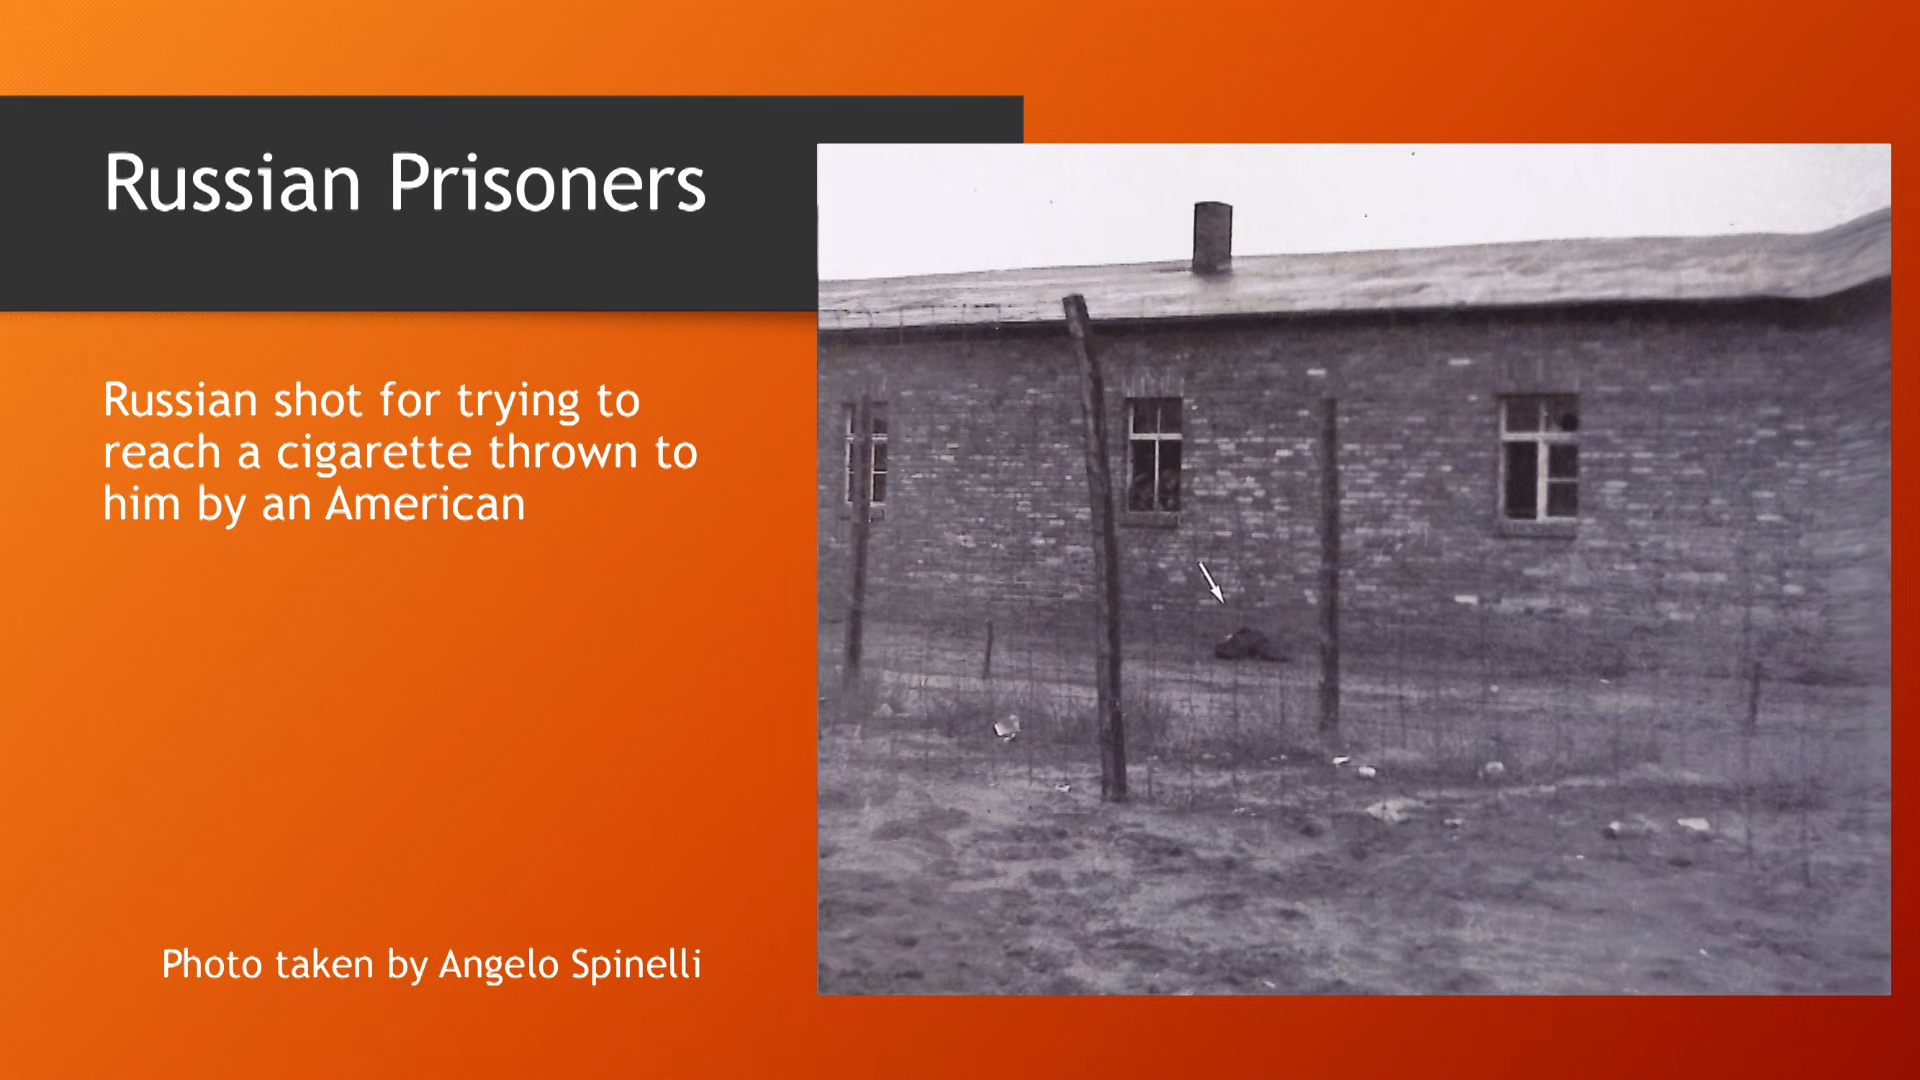 Russian Prisoners
Russian shot for trying to
reach a cigarette thrown to
him by an American
Photo taken by Angelo Spinelli